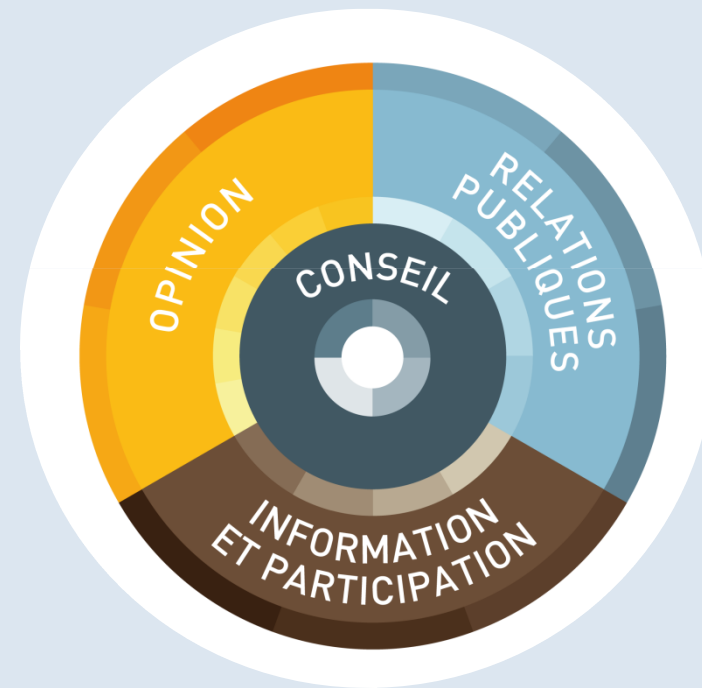 OPINION
RELATIONS
PUBLIQUES
CONSEIL
INFORMATION
ET PARTICIPATION